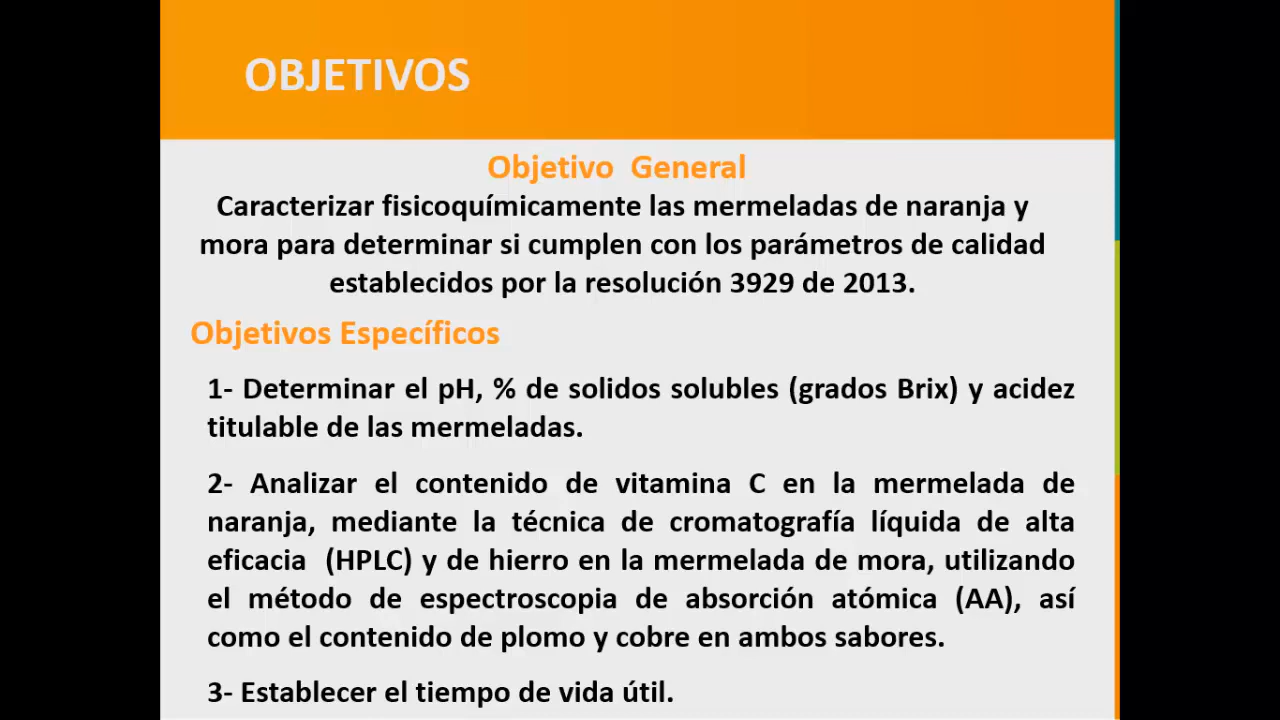 OBJETIVOS
Objetivo General
Caracterizar fisicoquímicamente las mermeladas de naranja y
mora para determinar si cumplen con los parámetros de calidad
establecidos por la resolución 3929 de 2013.
Objetivos Específicos
1- Determinar el pH, % de solidos solubles (grados Brix) y acidez
titulable de las mermeladas.
2- Analizar el contenido de vitamina C en la mermelada de
naranja, mediante la técnica de cromatografía líquida de alta
eficacia (HPLC) y de hierro en la mermelada de mora, utilizando
el método de espectroscopia de absorción atómica (AA), así
como el contenido de plomo y cobre en ambos sabores.
3- Establecer el tiempo de vida útil.